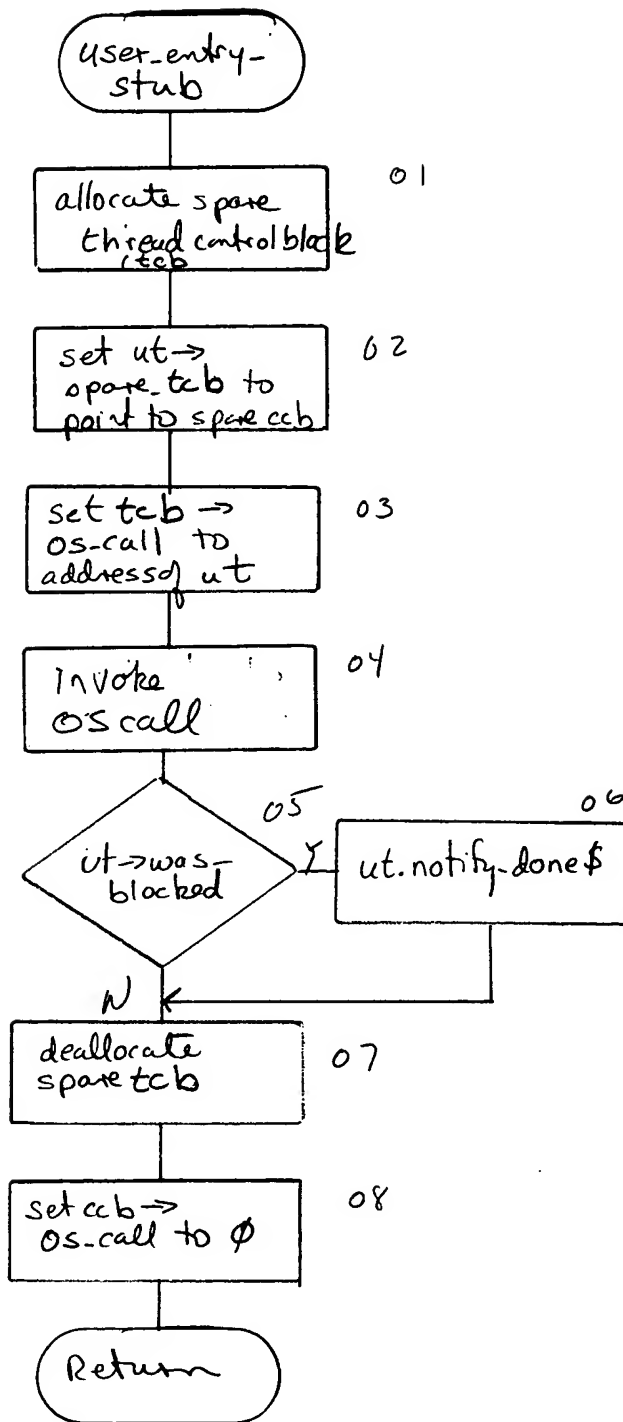 user_entry_
stub
01
allocate spare
thread control block
(tcb
02
set ut→
spare_tcb to
point to spare ccb
03
set tcb →
os_call to
address of ut
04
Invoke
OS call
05
ut→was_
blocked
Y
06
ut.notify_done$
N
07
deallocate
spare tcb
08
set ccb→
os_call to ∅
Return